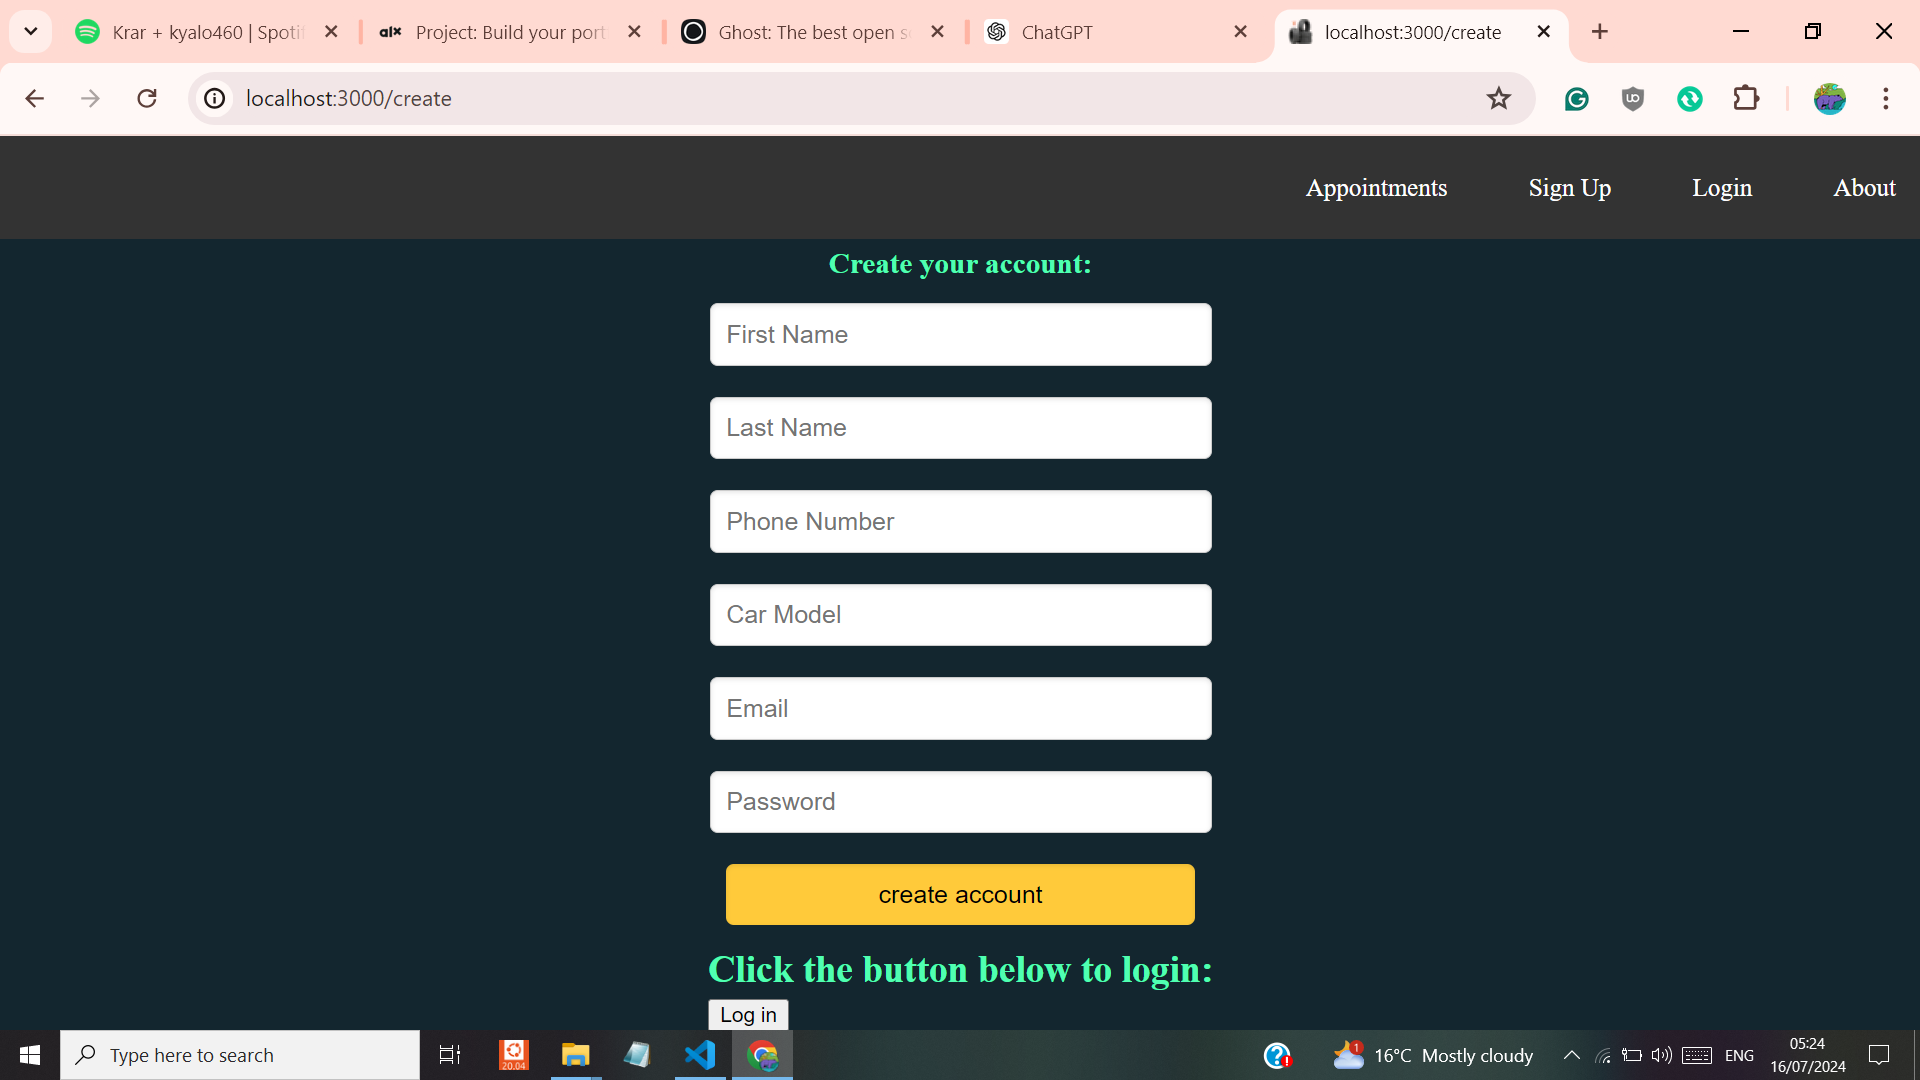 Krar + kyalo460 | Spotif
Project: Build your port
Ghost: The best open so
ChatGPT
localhost:3000/create
localhost:3000/create
Appointments Sign Up Login About
Create your account:
First Name
Last Name
Phone Number
Car Model
Email
Password
create account
Click the button below to login:
Log in
Type here to search
20.04
1
16°C Mostly cloudy
ENG
05:24
16/07/2024